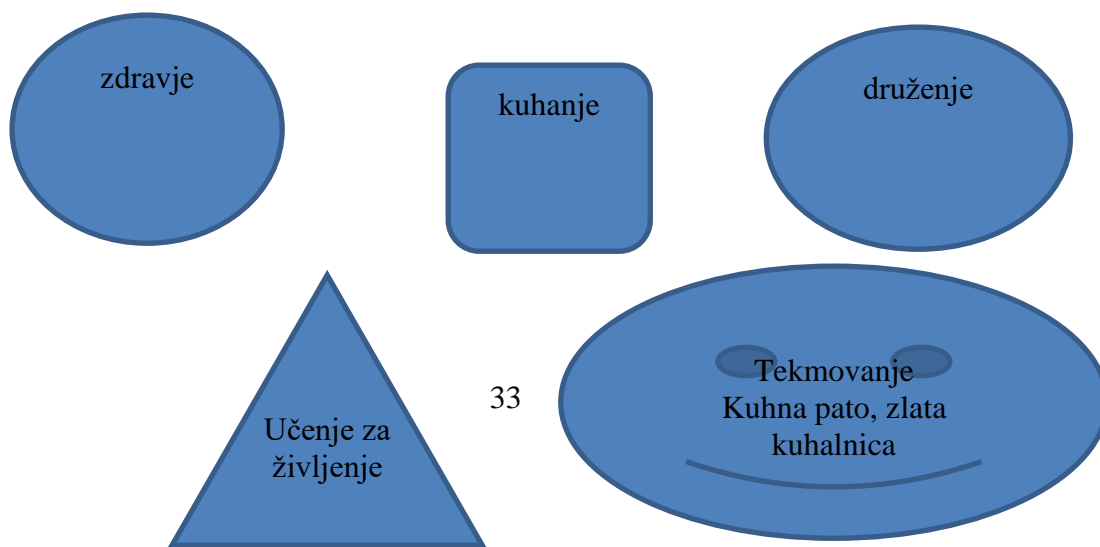 zdravje
kuhanje
druženje
Učenje za
življenje
33
Tekmovanje
Kuhna pato, zlata
kuhalnica